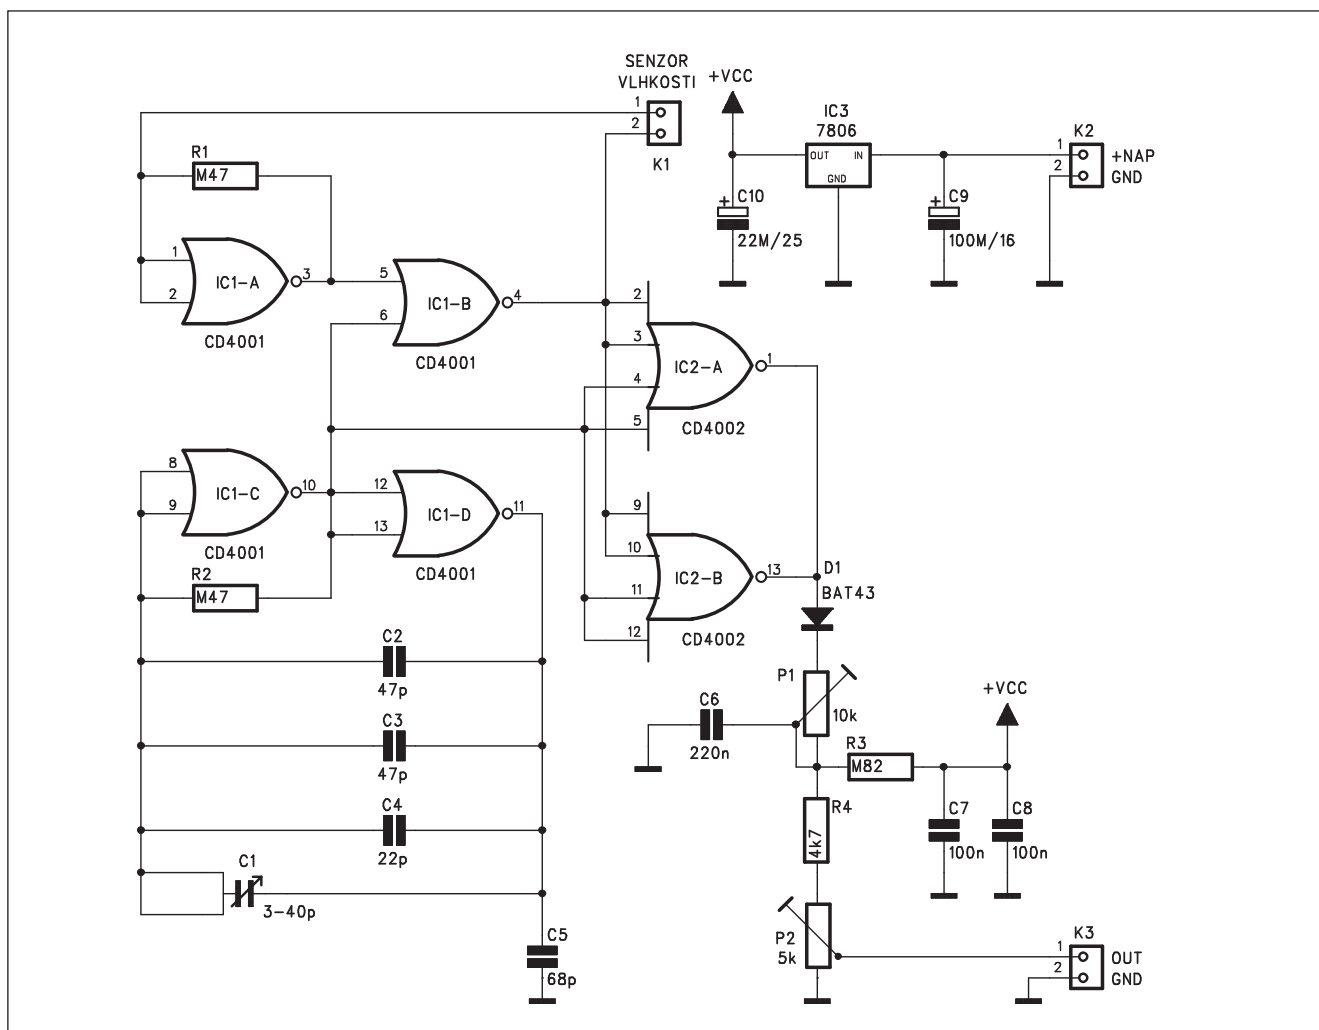 SENZOR
VLHKOSTI
+VCC
1
2
K1
IC3
7806
OUT IN
GND
K2
1
2
+NAP
GND
+ C10
22M/25
+ C9
100M/16
R1
M47
1
2
IC1-A
3
CD4001
5
6
IC1-B
4
CD4001
2
3
4
5
IC2-A
1
CD4002
8
9
IC1-C
10
CD4001
12
13
IC1-D
11
CD4001
R2
M47
9
10
11
12
IC2-B
13
CD4002
D1
BAT43
C2
47p
C3
47p
C4
22p
C1
3-40p
C5
68p
P1
10k
C6
220n
R3
M82
+VCC
R4
4k7
C7
100n
C8
100n
P2
5k
K3
1
2
OUT
GND